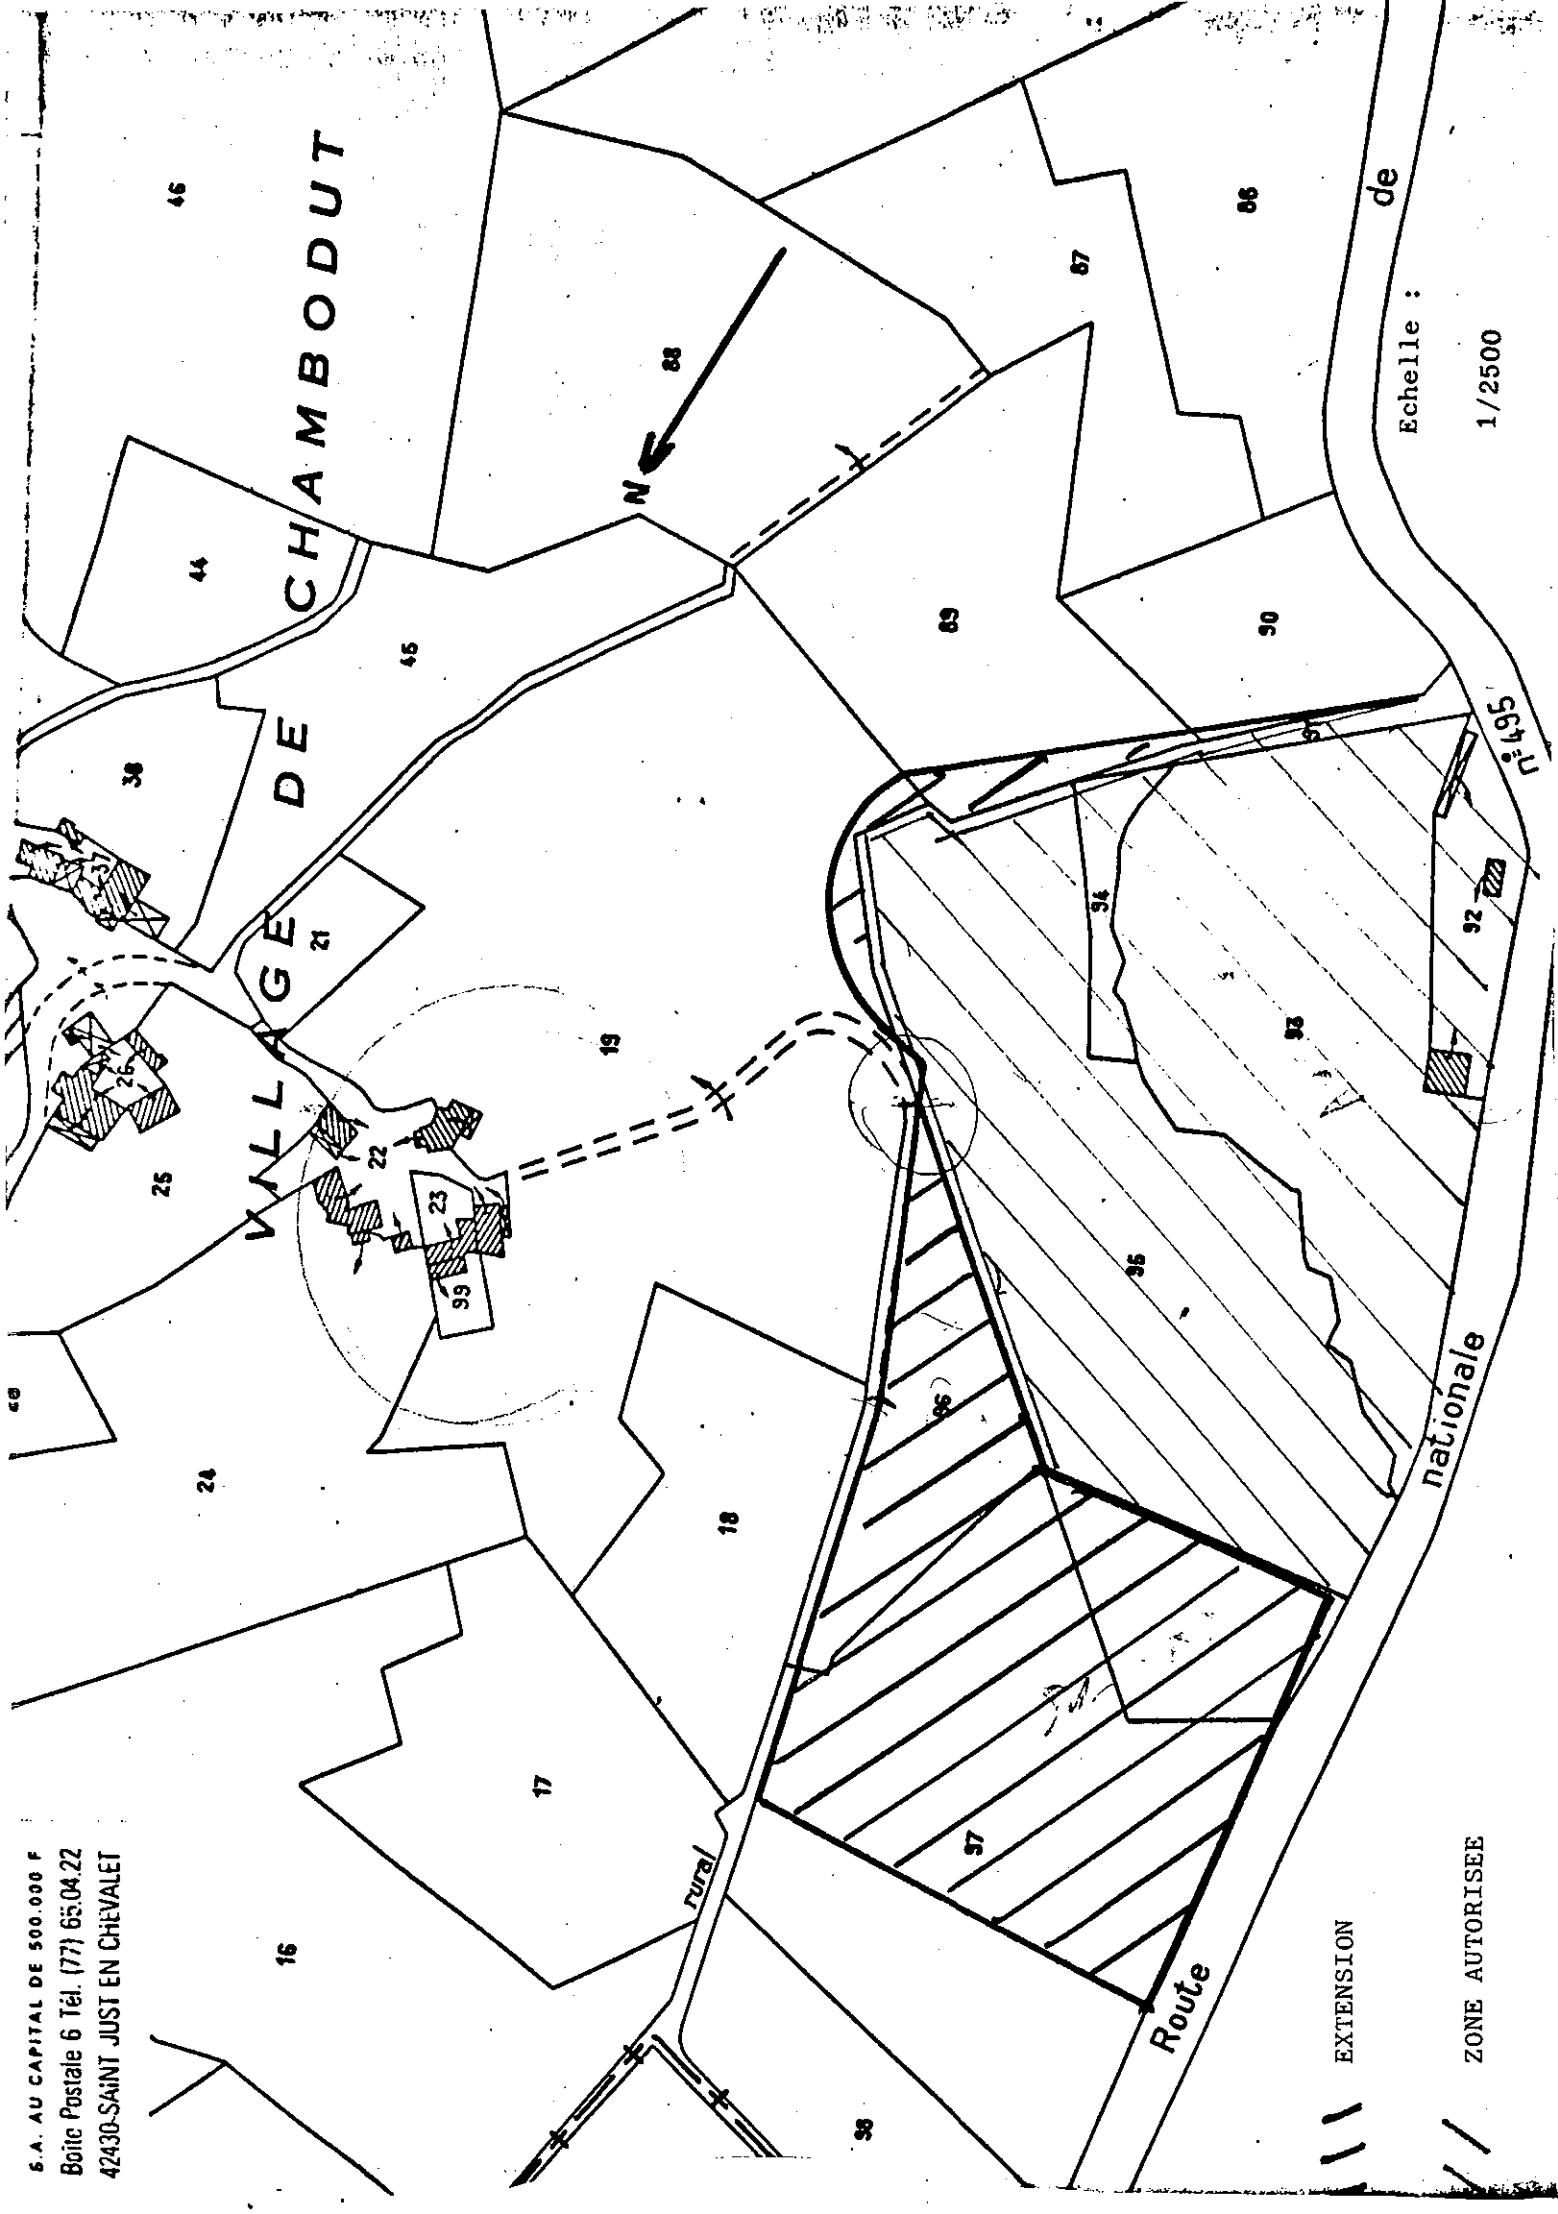 S.A. AU CAPITAL DE 500.000 F
Boite Postale 6 Tél. (77) 65.04.22
42430-SAINT JUST EN CHEVALET
VILLAGE DE CHAMBODUT
46
44
45
38
37
21
26
25
22
23
99
24
19
18
17
16
rural
88
N
87
86
89
90
94
92
93
95
96
97
98
Route nationale n° 495 de
Echelle :
1/2500
EXTENSION
ZONE AUTORISEE